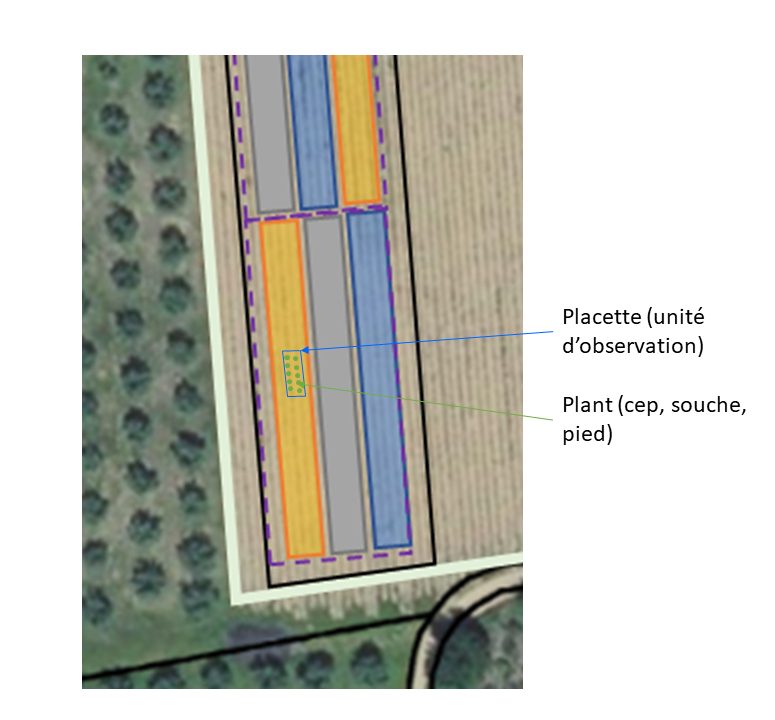 Placette (unité
d’observation)
Plant (cep, souche,
pied)